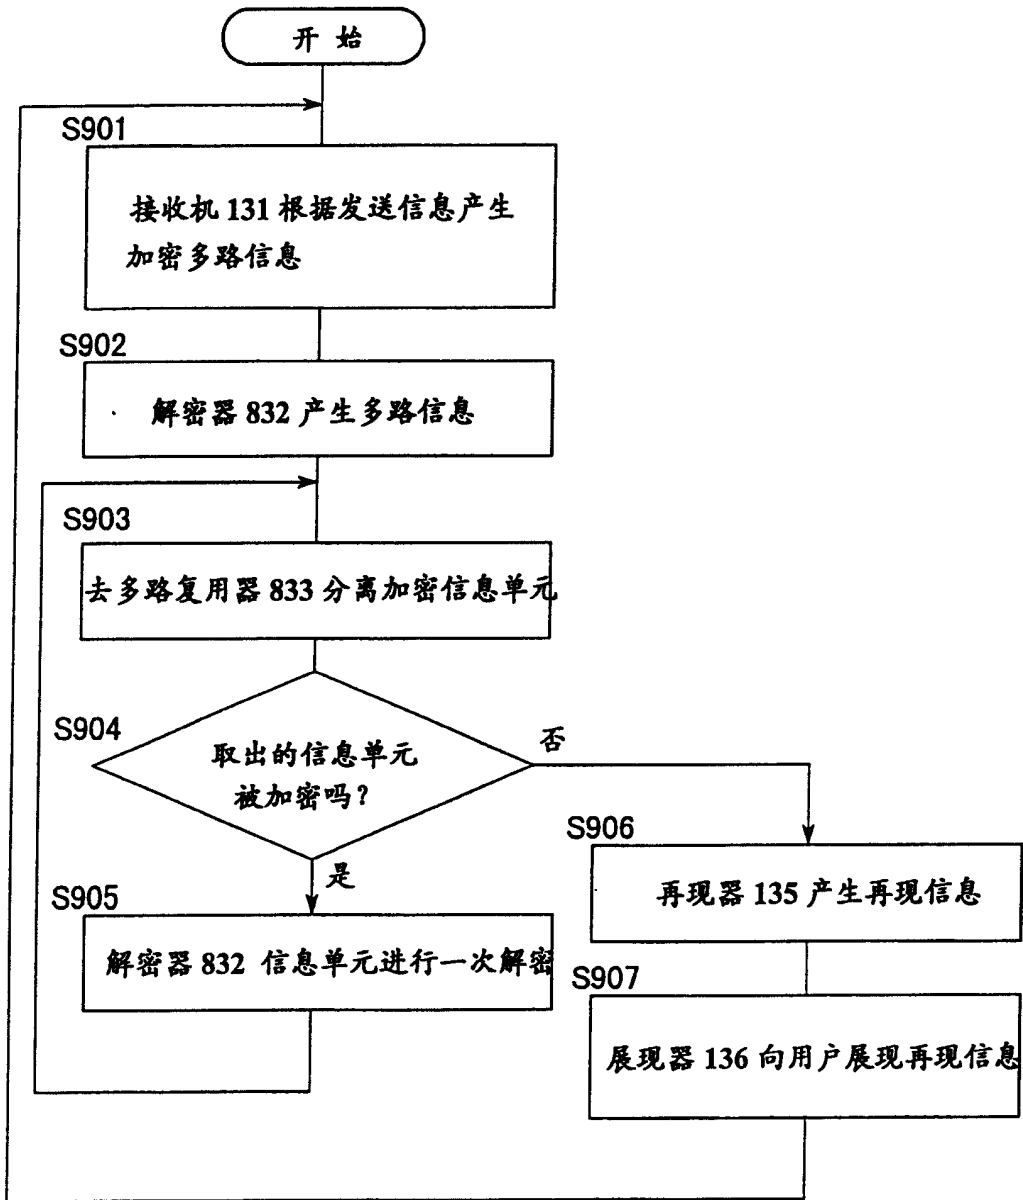 开 始
S901
接收机 131 根据发送信息产生
加密多路信息
S902
解密器 832 产生多路信息
S903
去多路复用器 833 分离加密信息单元
S904
取出的信息单元
被加密吗?
否
是
S905
解密器 832 信息单元进行一次解密
S906
再现器 135 产生再现信息
S907
展现器 136 向用户展现再现信息